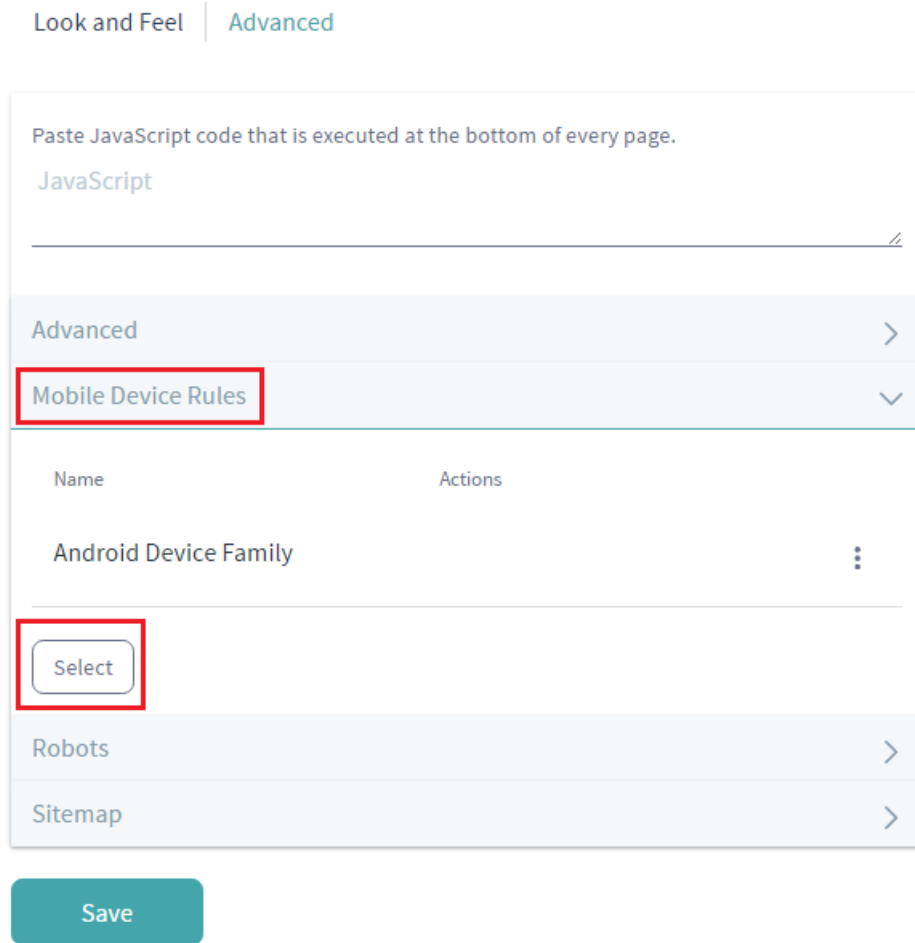 Look and Feel Advanced
Paste JavaScript code that is executed at the bottom of every page.
JavaScript
Advanced
Mobile Device Rules
Name Actions
Android Device Family
Select
Robots
Sitemap
Save